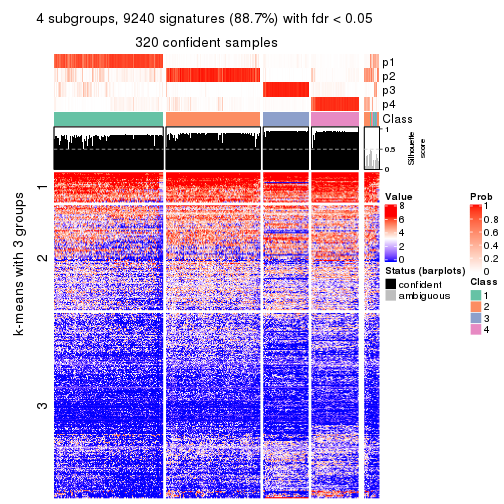 4 subgroups, 9240 signatures (88.7%) with fdr < 0.05
320 confident samples
p1
p2
p3
p4
Class
1
0.5
0
Silhouette
score
k-means with 3 groups
1
2
3
Value
8
6
4
2
0
Prob
1
0.8
0.6
0.4
0.2
0
Status (barplots)
confident
ambiguous
Class
1
2
3
4